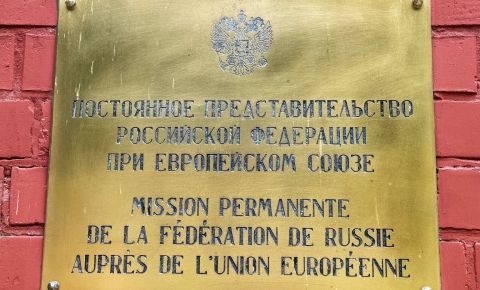 ПОСТОЯННОЕ ПРЕДСТАВИТЕЛЬСТВО
РОССИЙСКОЙ ФЕДЕРАЦИИ
ПРИ ЕВРОПЕЙСКОМ СОЮЗЕ
MISSION PERMANENTE
DE LA FÉDÉRATION DE RUSSIE
AUPRÈS DE L'UNION EUROPÉENNE